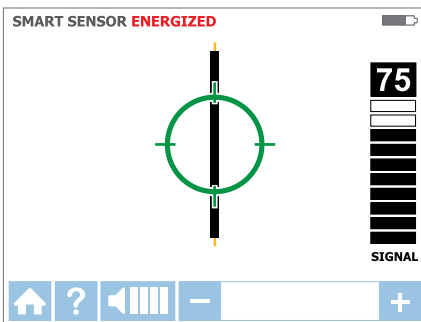 SMART SENSOR ENERGIZED
75
SIGNAL
?
−
+